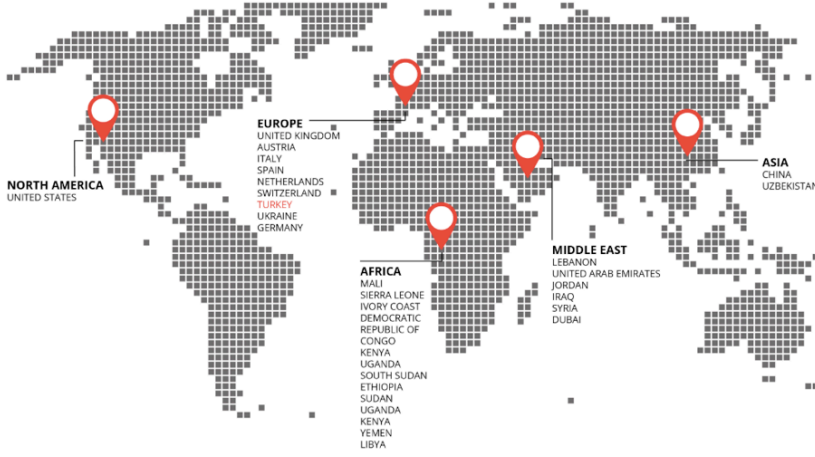 EUROPE
UNITED KINGDOM
AUSTRIA
ITALY
SPAIN
NETHERLANDS
SWITZERLAND
TURKEY
UKRAINE
GERMANY
NORTH AMERICA
UNITED STATES
ASIA
CHINA
UZBEKISTAN
MIDDLE EAST
LEBANON
UNITED ARAB EMIRATES
JORDAN
IRAQ
SYRIA
DUBAI
AFRICA
MALI
SIERRA LEONE
IVORY COAST
DEMOCRATIC
REPUBLIC OF
CONGO
KENYA
UGANDA
SOUTH SUDAN
ETHIOPIA
SUDAN
UGANDA
KENYA
YEMEN
LIBYA